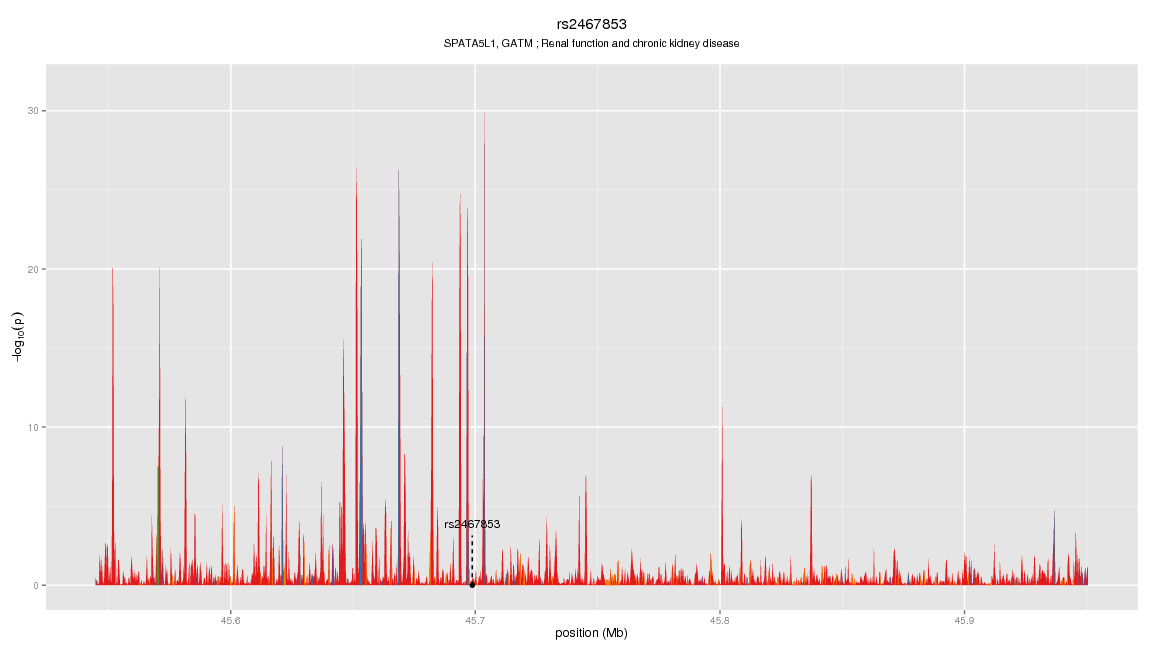 rs2467853
SPATA5L1, GATM ; Renal function and chronic kidney disease
30
20
10
0
−log10(p)
rs2467853
45.6
45.7
45.8
45.9
position (Mb)